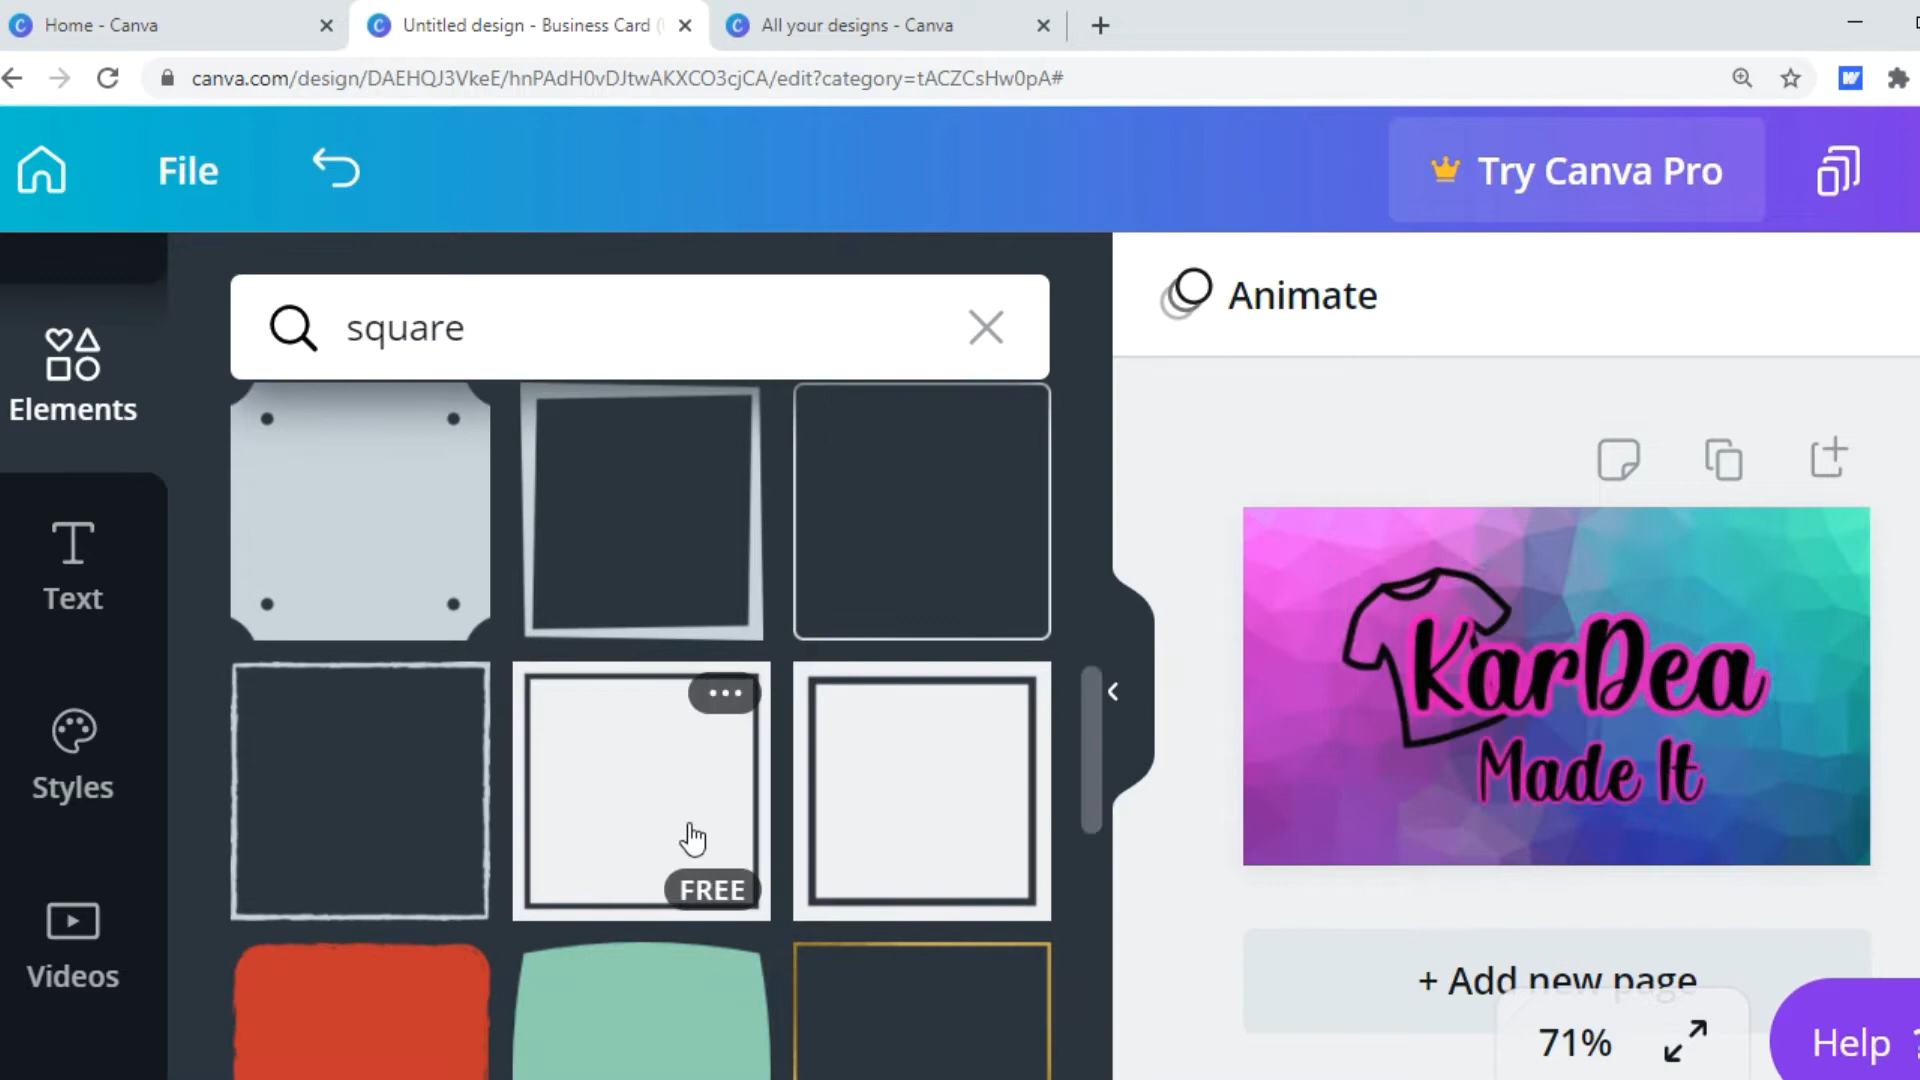 Home - Canva
Untitled design - Business Card (
All your designs - Canva
canva.com/design/DAEHQJ3VkeE/hnPAdH0vDJtwAKXCO3cjCA/edit?category=tACZCsHw0pA#
File
Try Canva Pro
square
Animate
Elements
Text
Styles
Videos
FREE
KarDea
Made It
+ Add new page
71%
Help ?